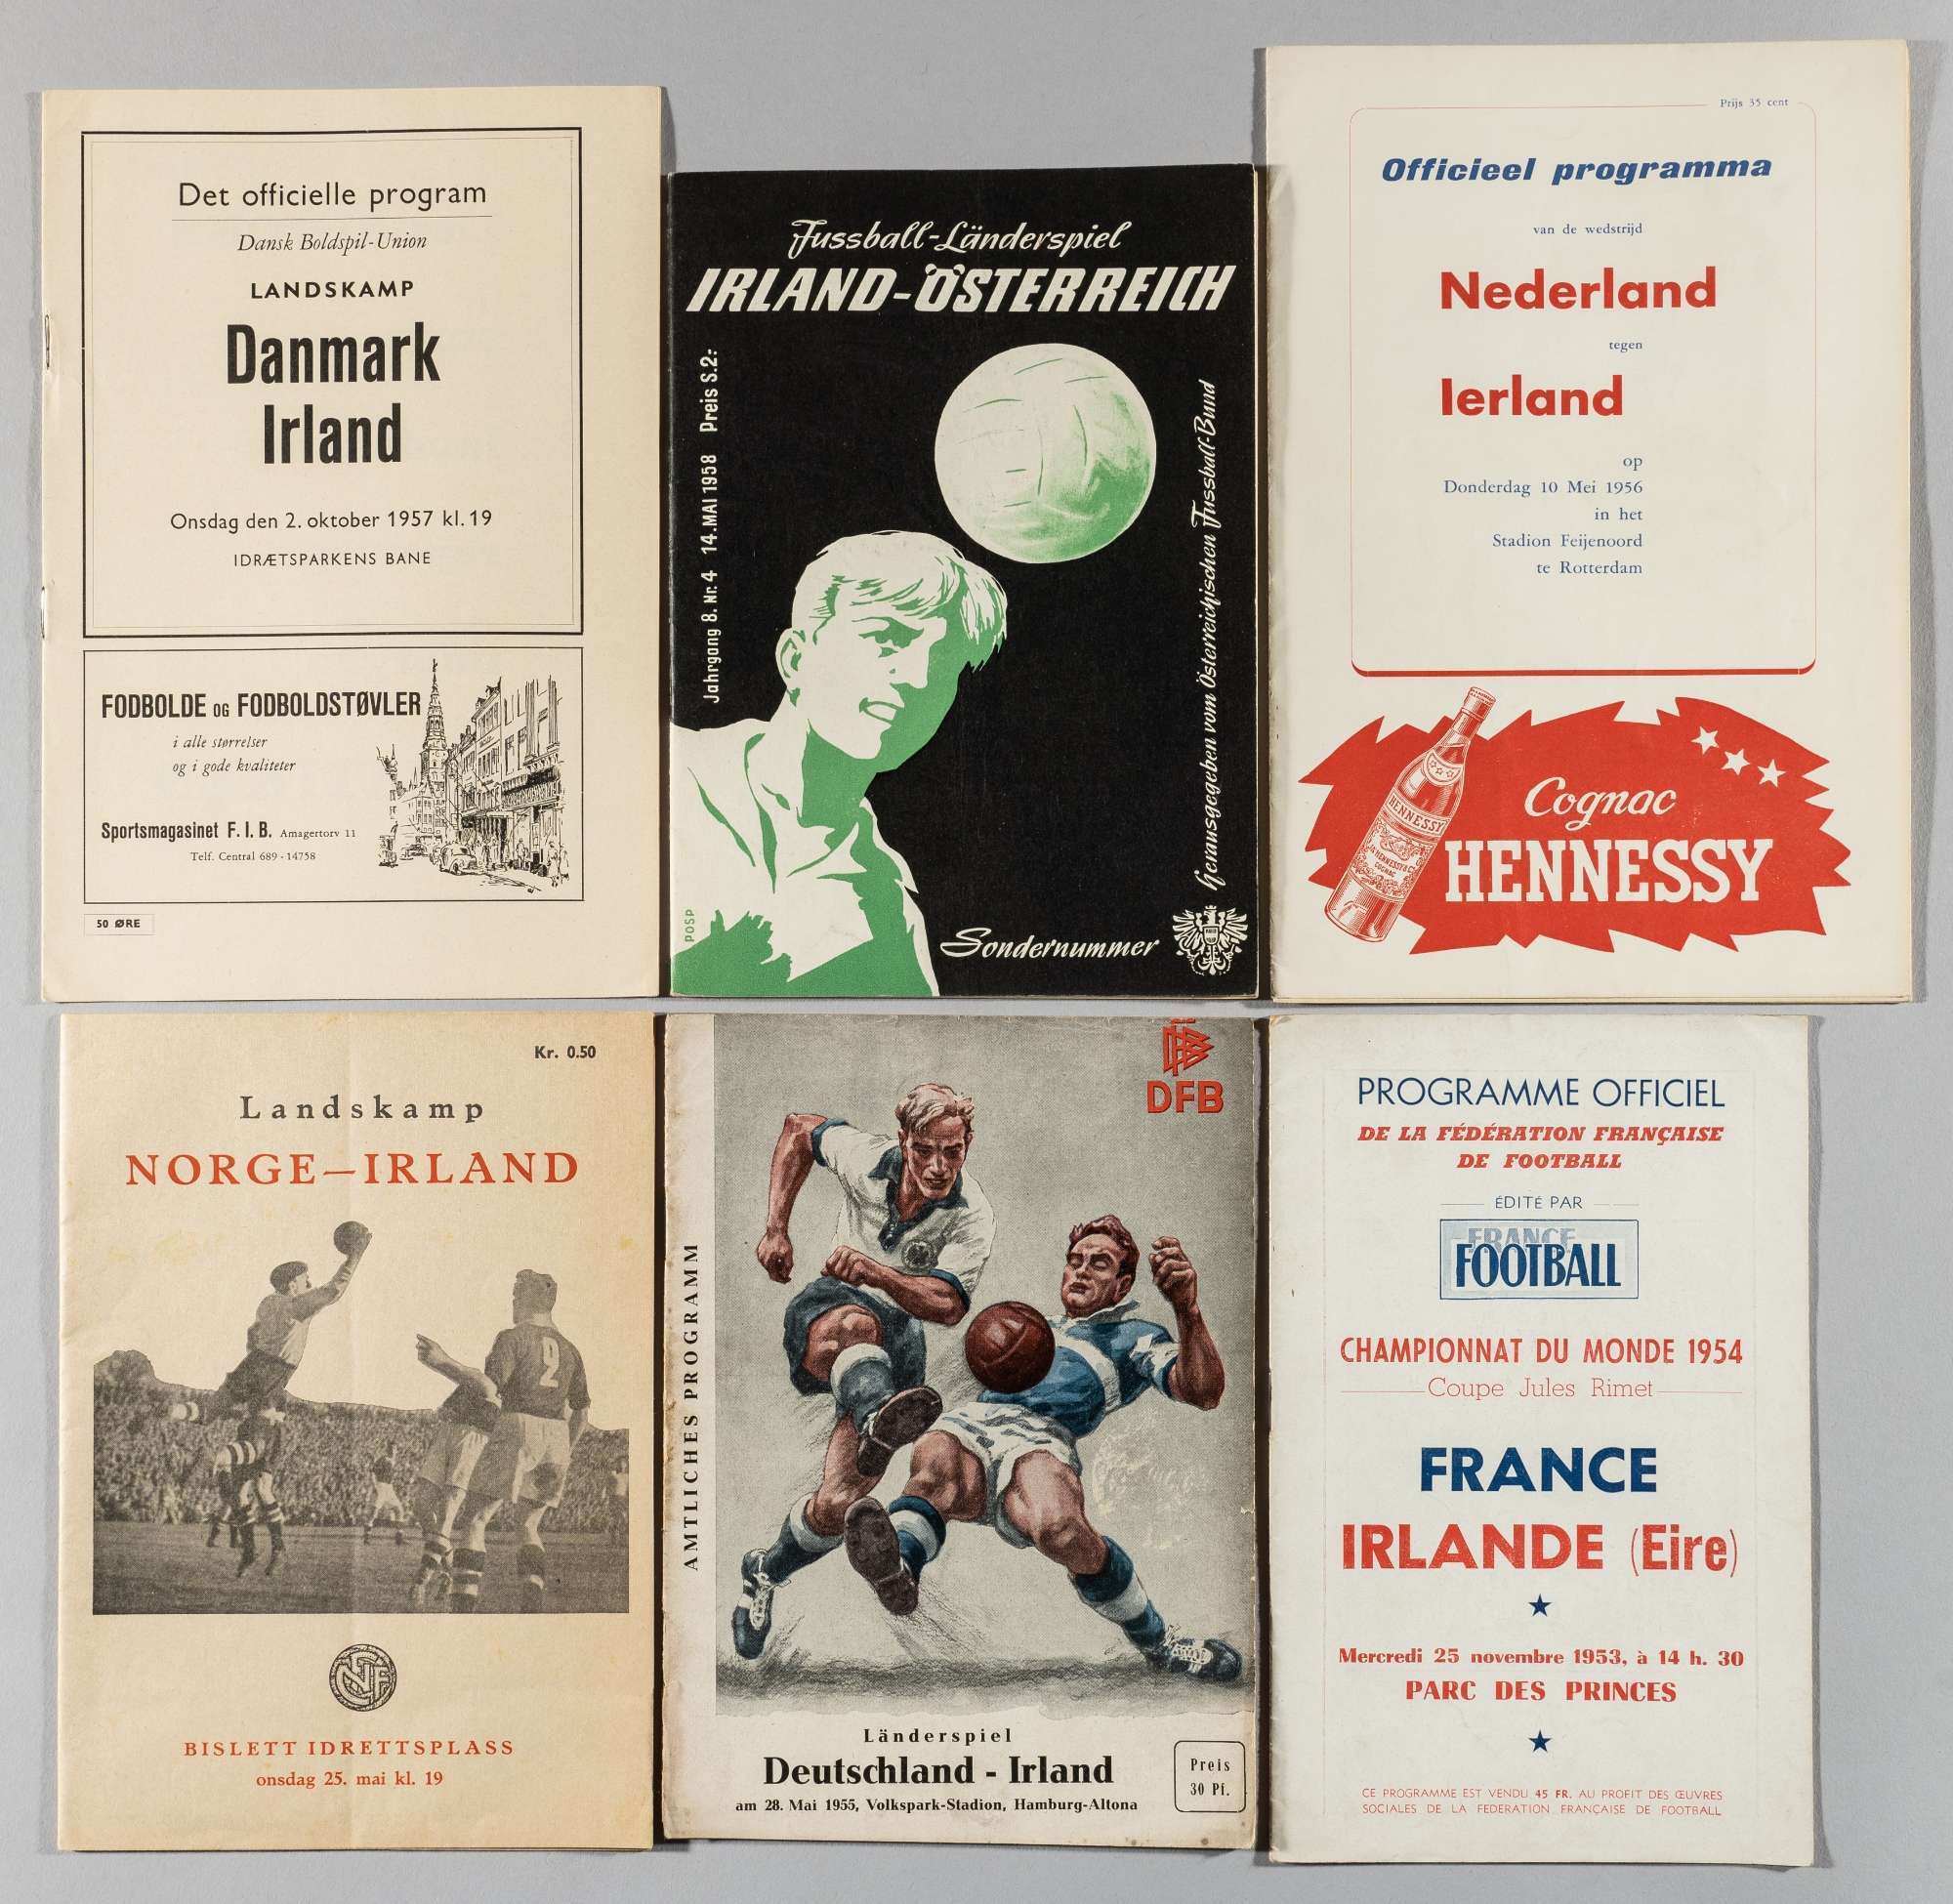 Det officielle program
Dansk Boldspil-Union
LANDSKAMP
Danmark
Irland
Onsdag den 2. oktober 1957 kl. 19
IDRÆTSPARKENS BANE
FODBOLDE OG FODBOLDSTØVLER
i alle størrelser
og i gode kvaliteter
Sportsmagasinet F. I. B. Amagertorv 11
Telf. Central 689 - 14758
50 ØRE
Fussball-Länderspiel
IRLAND-ÖSTERREICH
Jahrgang 8. Nr. 4 14. MAI 1958 Preis S. 2.-
Herausgegeben vom Österreichischen Fussball-Bund
POSP
Sondernummer
Prijs 35 cent
Officieel programma
van de wedstrijd
Nederland
tegen
Ierland
op
Donderdag 10 Mei 1956
in het
Stadion Feijenoord
te Rotterdam
HENNESSY
COGNAC
Cognac
HENNESSY
Kr. 0.50
Landskamp
NORGE—IRLAND
2
NFF
BISLETT IDRETTSPLASS
onsdag 25. mai kl. 19
DFB
DFB
AMTLICHES PROGRAMM
Länderspiel
Deutschland - Irland
am 28. Mai 1955, Volkspark-Stadion, Hamburg-Altona
Preis
30 Pf.
PROGRAMME OFFICIEL
DE LA FÉDÉRATION FRANÇAISE
DE FOOTBALL
ÉDITÉ PAR
FRANCE
FOOTBALL
CHAMPIONNAT DU MONDE 1954
Coupe Jules Rimet
FRANCE
IRLANDE (Eire)
Mercredi 25 novembre 1953, à 14 h. 30
PARC DES PRINCES
CE PROGRAMME EST VENDU 45 FR. AU PROFIT DES ŒUVRES
SOCIALES DE LA FEDERATION FRANÇAISE DE FOOTBALL